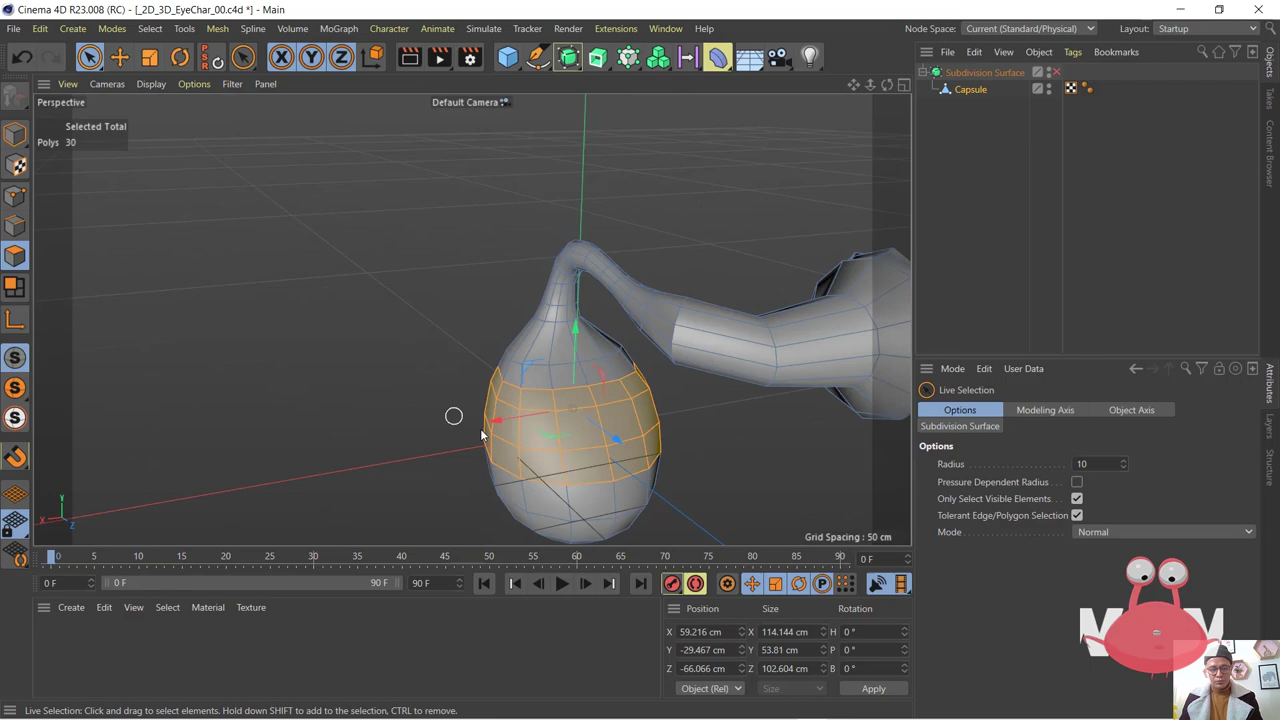 Cinema 4D R23.008 (RC) - [_2D_3D_EyeChar_00.c4d *] - Main
File Edit Create Modes Select Tools Mesh Spline Volume MoGraph Character Animate Simulate Tracker Render Extensions Window Help
Node Space: Current (Standard/Physical) Layout: Startup
PSR X Y Z
File Edit View Object Tags Bookmarks
View Cameras Display Options Filter Panel
Subdivision Surface
Capsule
Perspective
Default Camera
Selected Total
Polys 30
Objects
Takes
Content Browser
Mode Edit User Data
Live Selection
Options Modeling Axis Object Axis
Subdivision Surface
Options
Radius 10
Pressure Dependent Radius
Only Select Visible Elements
Tolerant Edge/Polygon Selection
Mode Normal
Attributes
Layers
Structure
Y
X
Z
Grid Spacing : 50 cm
0 5 10 15 20 25 30 35 40 45 50 55 60 65 70 75 80 85 90 0 F
0 F 0 F 90 F 90 F
Create Edit View Select Material Texture
Position Size Rotation
X 59.216 cm X 114.144 cm H 0 °
Y -29.467 cm Y 53.81 cm P 0 °
Z -66.066 cm Z 102.604 cm B 0 °
Object (Rel) Size Apply
Live Selection: Click and drag to select elements. Hold down SHIFT to add to the selection, CTRL to remove.